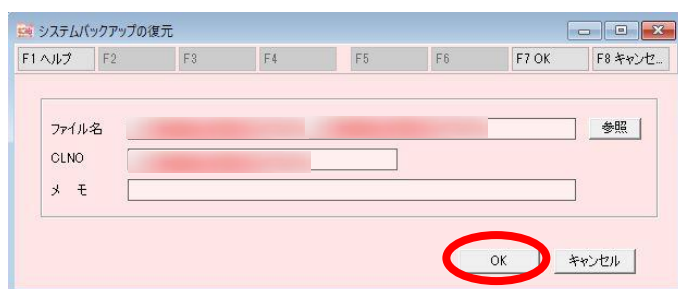 システムバックアップの復元
F1 ヘルプ F2 F3 F4 F5 F6 F7 OK F8 キャンセ...
ファイル名 参照
CLNO
メ モ
OK キャンセル